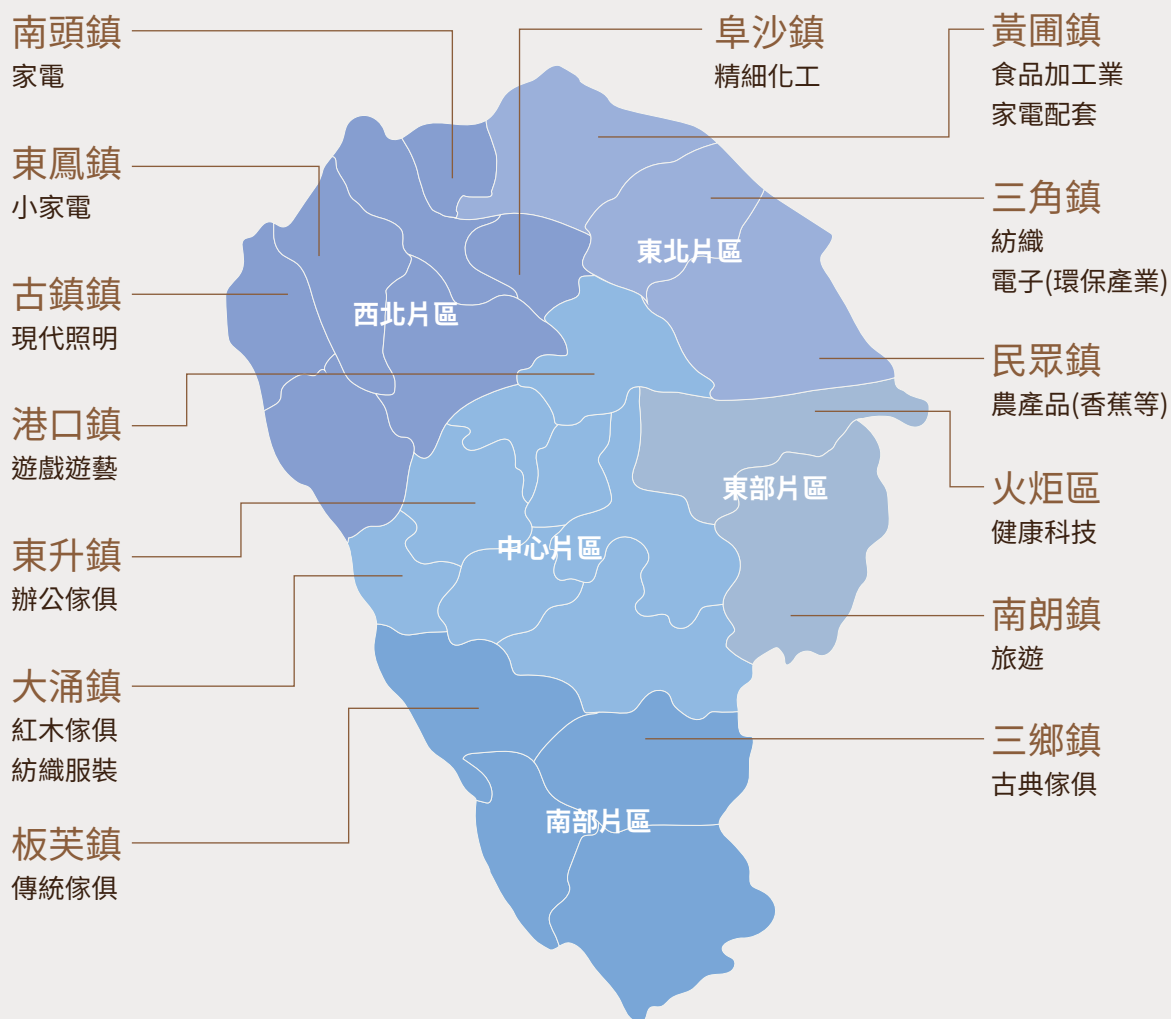 南頭鎮
家電
東鳳鎮
小家電
古鎮鎮
現代照明
港口鎮
遊戲遊藝
東升鎮
辦公傢俱
大涌鎮
紅木傢俱
紡織服裝
板芙鎮
傳統傢俱
阜沙鎮
精細化工
黃圃鎮
食品加工業
家電配套
三角鎮
紡織
電子(環保產業)
民眾鎮
農產品(香蕉等)
火炬區
健康科技
南朗鎮
旅遊
三鄉鎮
古典傢俱
東北片區
西北片區
東部片區
中心片區
南部片區